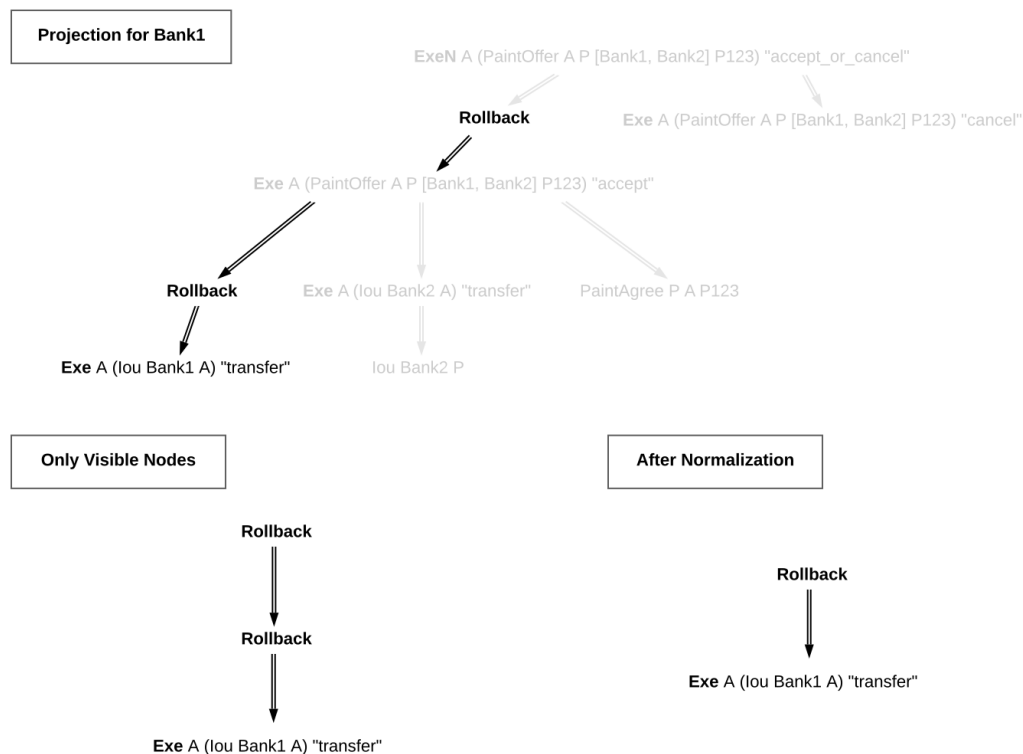 Projection for Bank1
ExeN A (PaintOffer A P [Bank1, Bank2] P123) "accept_or_cancel"
Rollback
Exe A (PaintOffer A P [Bank1, Bank2] P123) "cancel"
Exe A (PaintOffer A P [Bank1, Bank2] P123) "accept"
Rollback
Exe A (Iou Bank2 A) "transfer"
PaintAgree P A P123
Exe A (Iou Bank1 A) "transfer"
Iou Bank2 P
Only Visible Nodes
Rollback
Rollback
Exe A (Iou Bank1 A) "transfer"
After Normalization
Rollback
Exe A (Iou Bank1 A) "transfer"